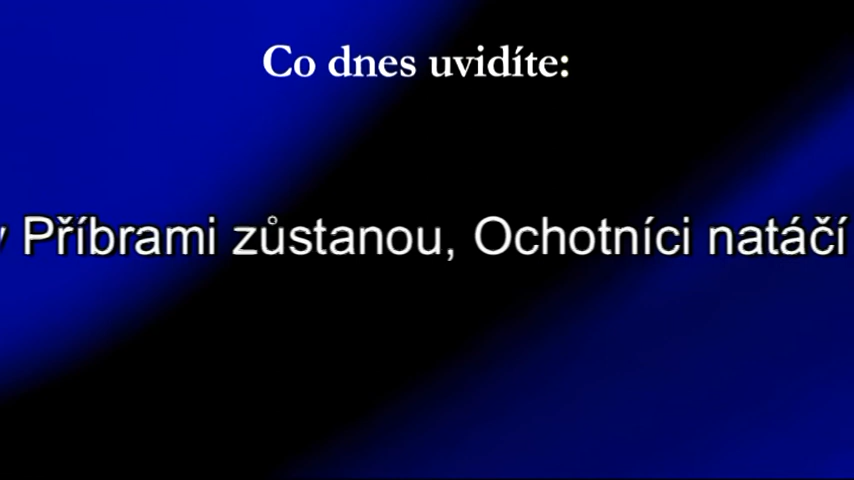 Co dnes uvidíte:
v Příbrami zůstanou, Ochotníci natáčí